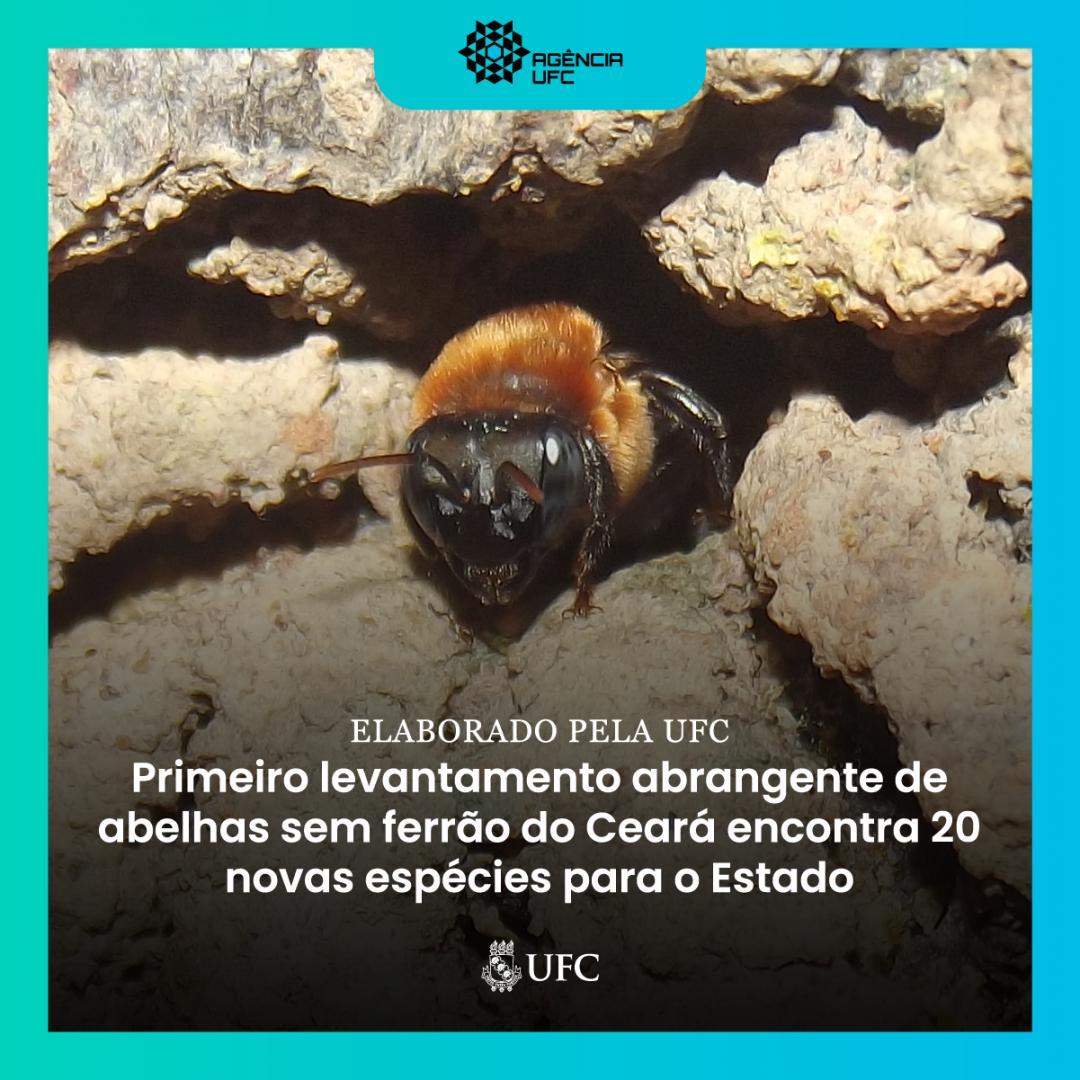 AGÊNCIA
UFC
ELABORADO PELA UFC
Primeiro levantamento abrangente de
abelhas sem ferrão do Ceará encontra 20
novas espécies para o Estado
UFC